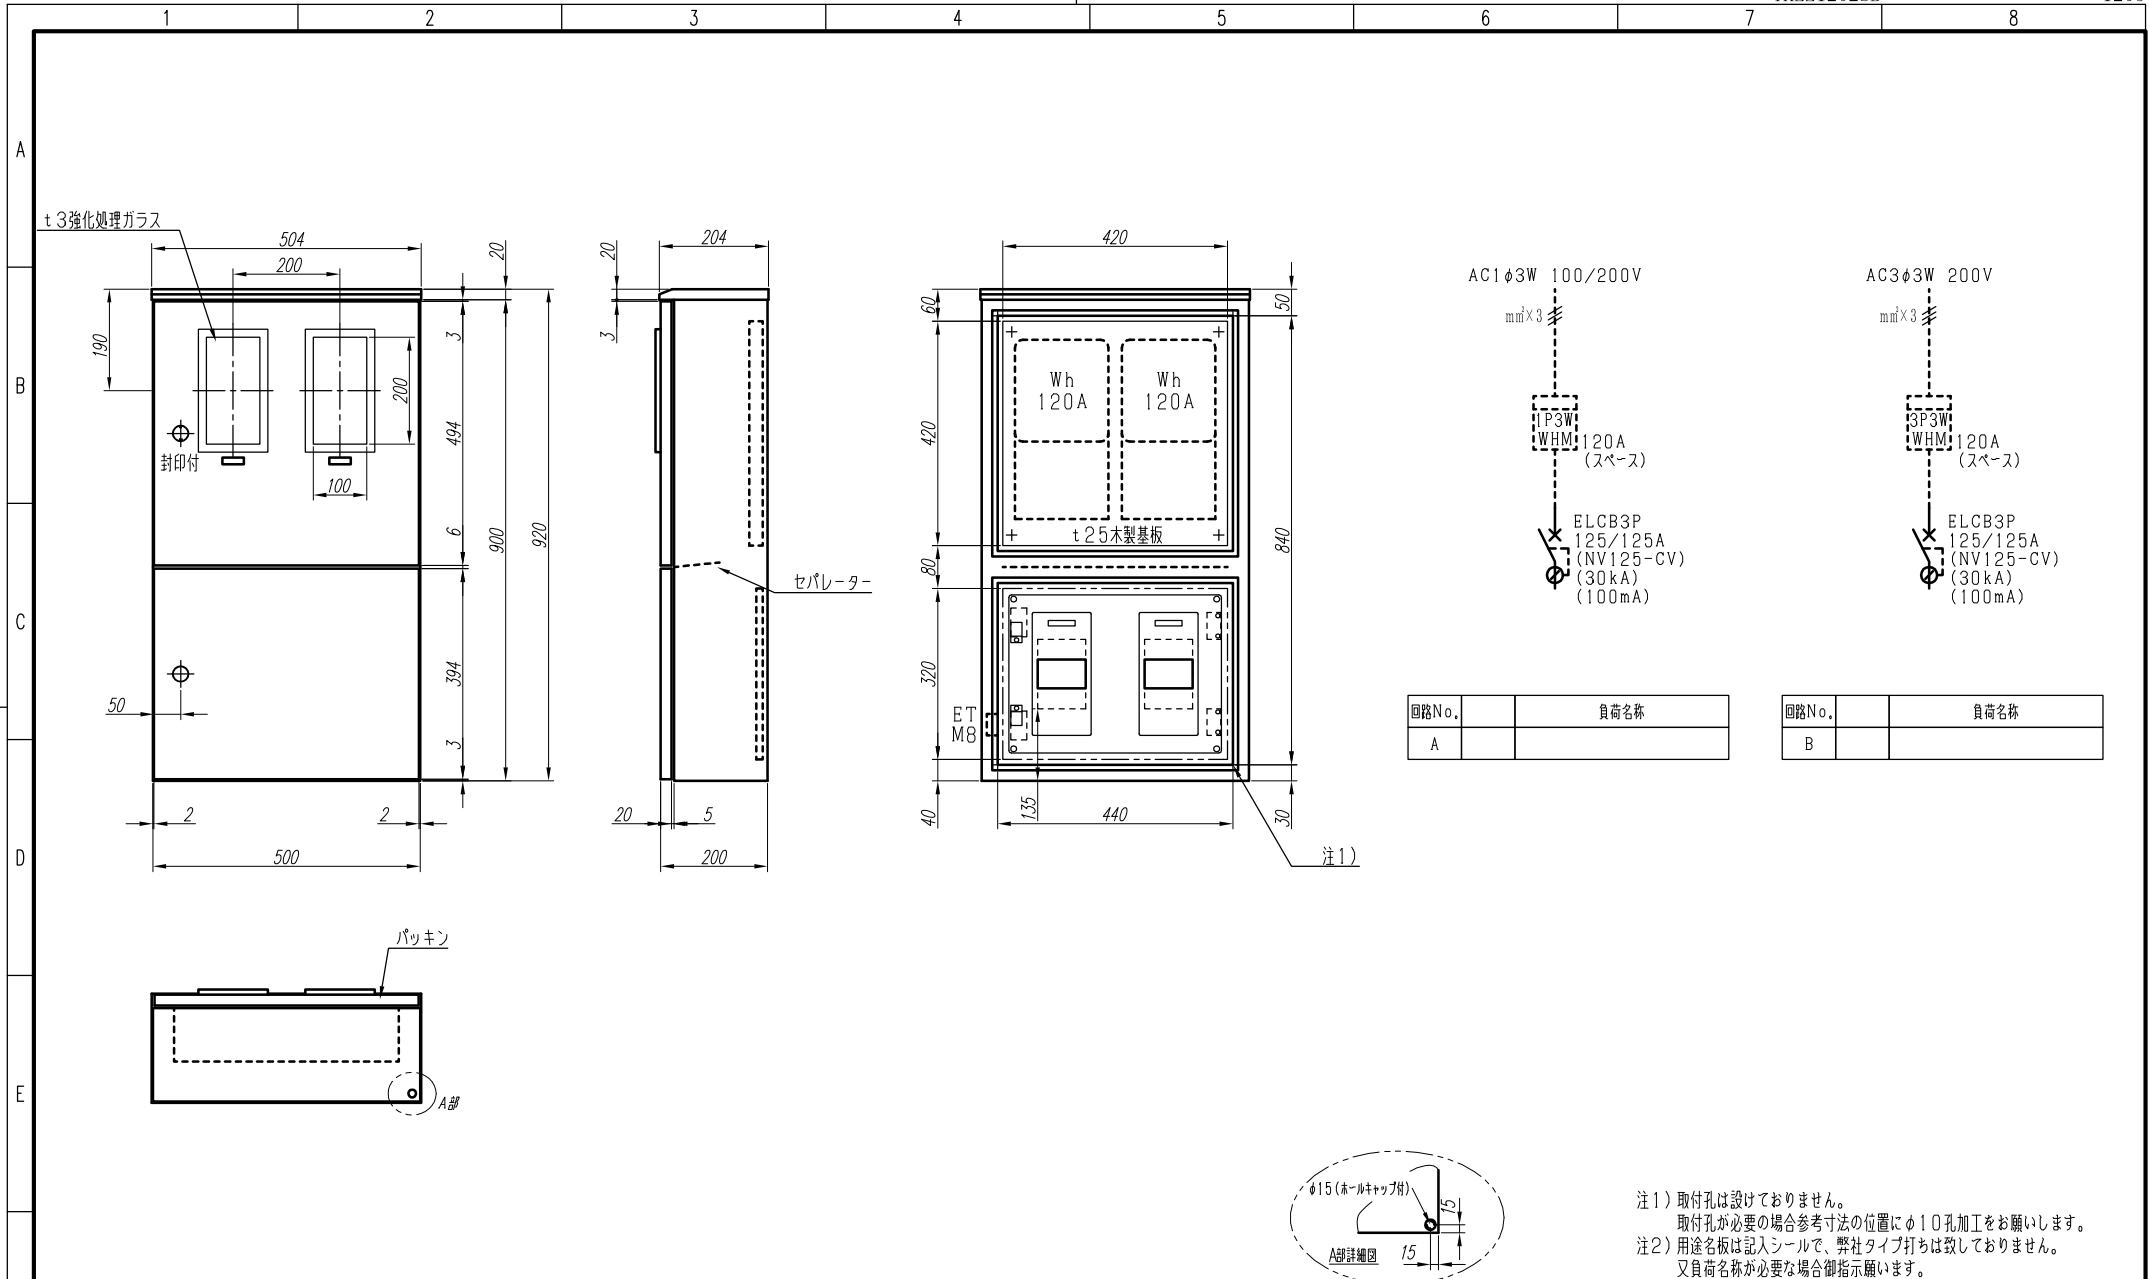 1 2 3 4 5 6 7 8
A
B
C
D
E
t3強化処理ガラス
504
200
20
190
3
200
封印付
100
494
6
900
920
394
50
3
2
2
500
20
204
3
セパレーター
20
5
200
420
60
50
Wh
120A
Wh
120A
420
t25木製基板
80
840
320
ET
M8
135
40
440
30
注1)
AC1φ3W 100/200V
mm²×3
1P3W
WHM
120A
(スペース)
ELCB3P
125/125A
(NV125-CV)
(30kA)
(100mA)
AC3φ3W 200V
mm²×3
3P3W
WHM
120A
(スペース)
ELCB3P
125/125A
(NV125-CV)
(30kA)
(100mA)
回路No. 負荷名称
A
回路No. 負荷名称
B
パッキン
A部
φ15(ホールキャップ付)
15
A部詳細図
15
注1)取付孔は設けておりません。
取付孔が必要の場合参考寸法の位置にφ10孔加工をお願いします。
注2)用途名板は記入シールで、弊社タイプ打ちは致しておりません。
又負荷名称が必要な場合御指示願います。